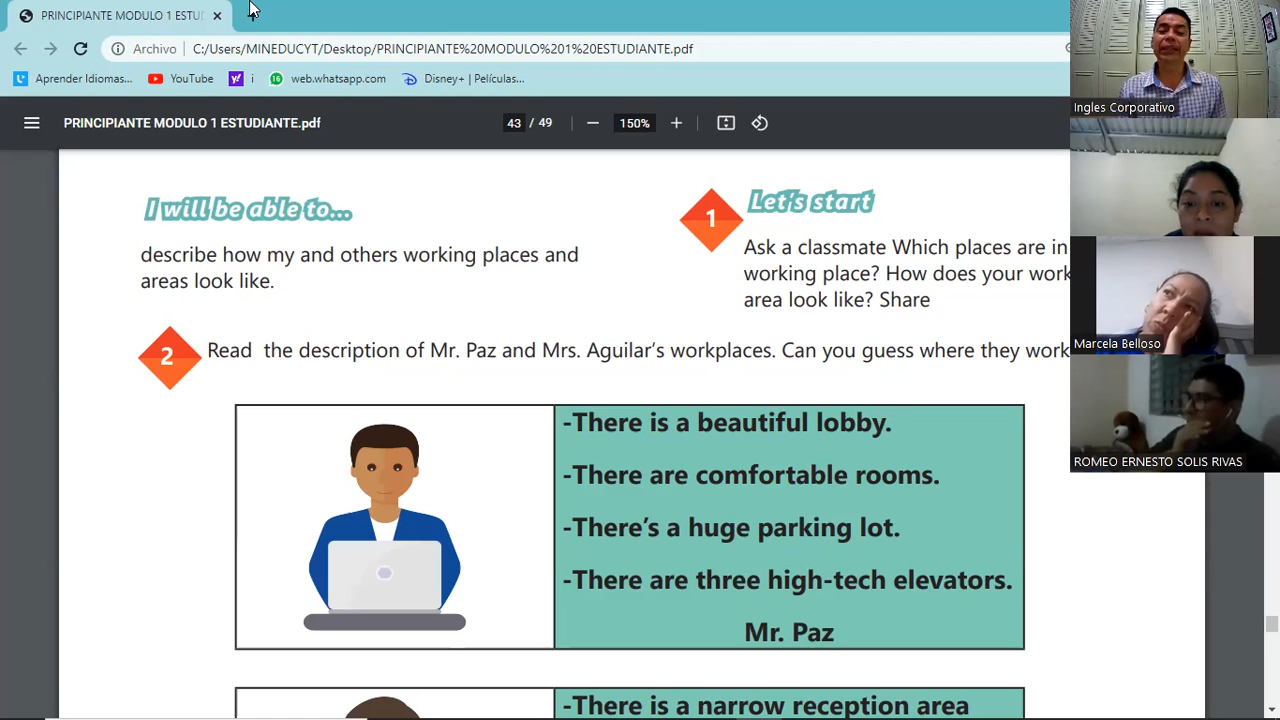 PRINCIPIANTE MODULO 1 ESTU
Archivo
C:/Users/MINEDUCYT/Desktop/PRINCIPIANTE%20MODULO%201%20ESTUDIANTE.pdf
Aprender Idiomas...
YouTube
i
web.whatsapp.com
Disney+ | Películas,...
PRINCIPIANTE MODULO 1 ESTUDIANTE.pdf
43 / 49
150%
I will be able to...
describe how my and others working places and
areas look like.
1
Let's start
Ask a classmate Which places are in
working place? How does your work
area look like? Share
2
Read the description of Mr. Paz and Mrs. Aguilar's workplaces. Can you guess where they work
-There is a beautiful lobby.
-There are comfortable rooms.
-There's a huge parking lot.
-There are three high-tech elevators.
Mr. Paz
-There is a narrow reception area
Ingles Corporativo
Marcela Belloso
ROMEO ERNESTO SOLIS RIVAS